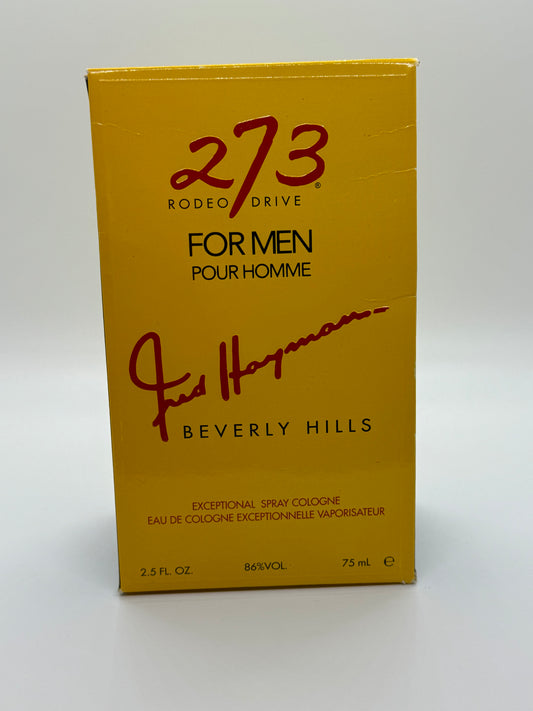 273®
RODEO DRIVE
FOR MEN
POUR HOMME
Fred Hayman
BEVERLY HILLS
EXCEPTIONAL SPRAY COLOGNE
EAU DE COLOGNE EXCEPTIONNELLE VAPORISATEUR
2.5 FL. OZ. 86%VOL. 75 mL ℮